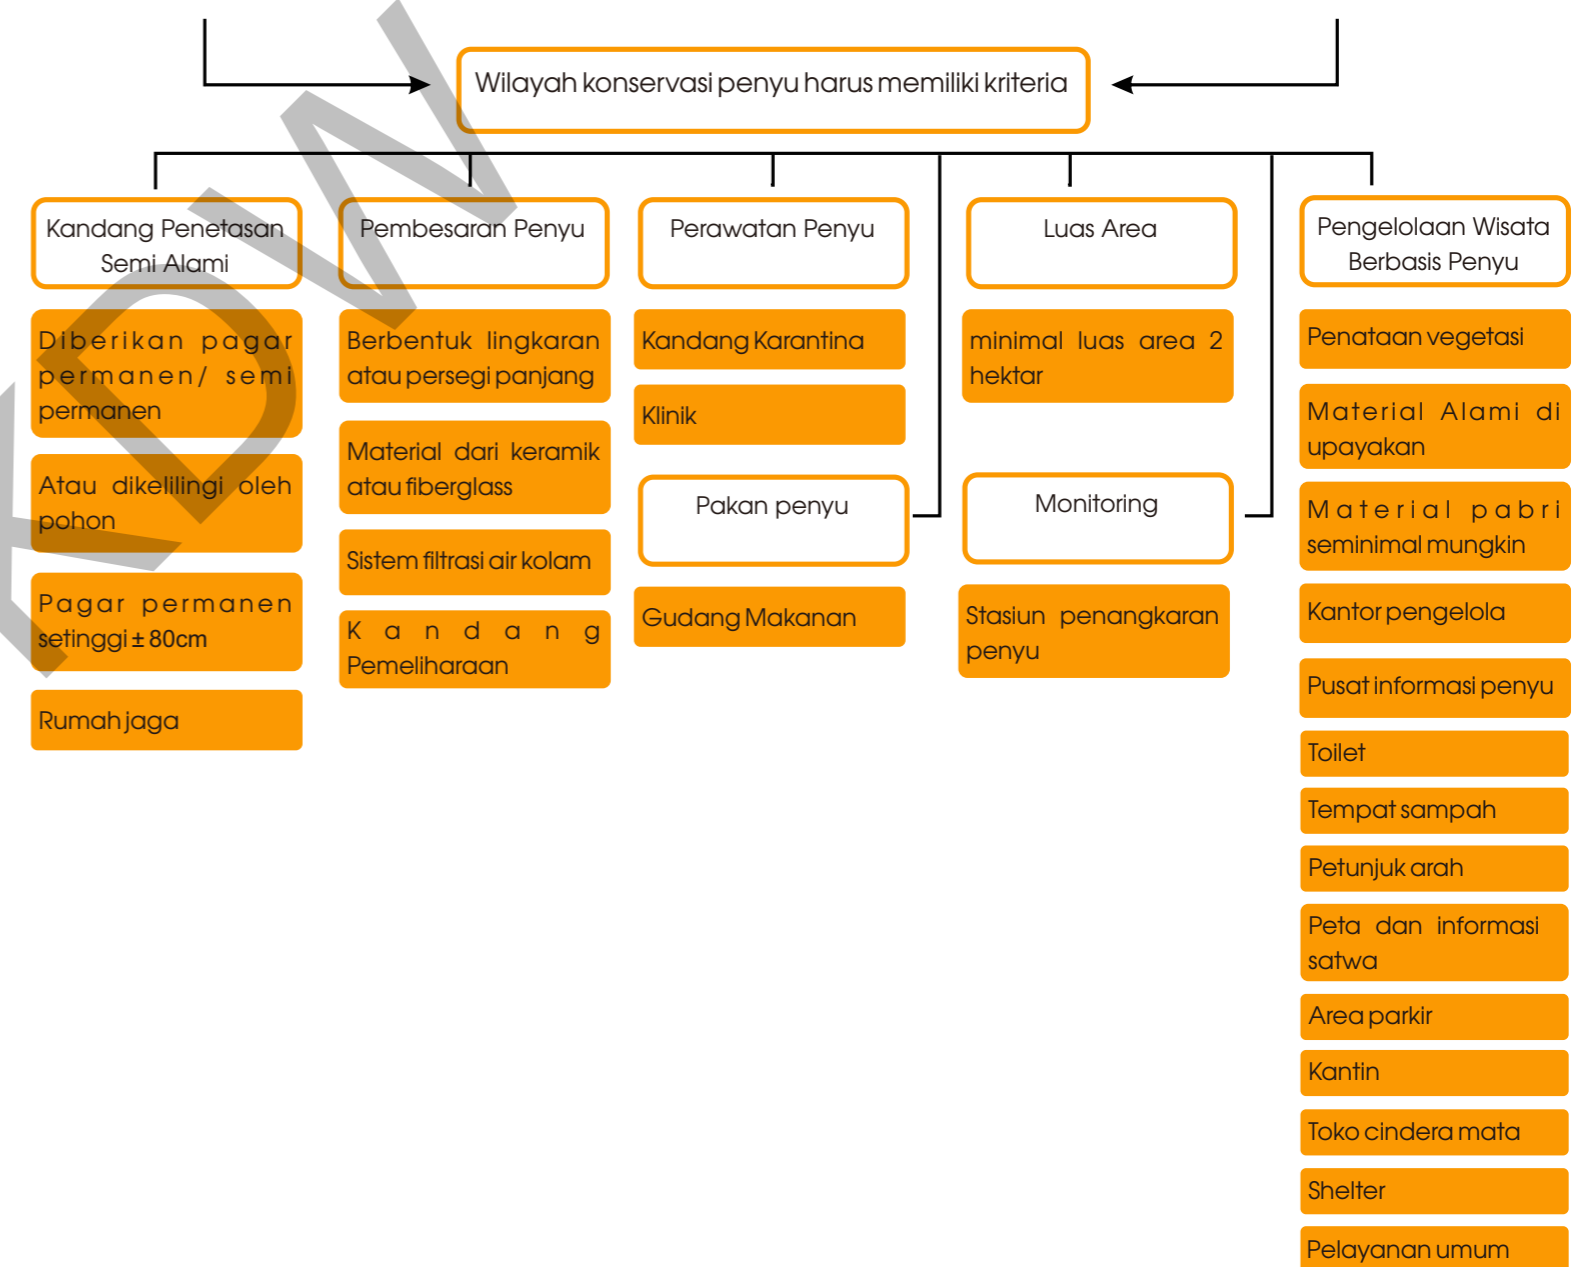 Wilayah konservasi penyu harus memiliki kriteria
Kandang Penetasan
Semi Alami
Diberikan pagar
permanen/ semi
permanen
Atau dikelilingi oleh
pohon
Pagar permanen
setinggi ± 80cm
Rumah jaga
Pembesaran Penyu
Berbentuk lingkaran
atau persegi panjang
Material dari keramik
atau fiberglass
Sistem filtrasi air kolam
Kandang
Pemeliharaan
Perawatan Penyu
Kandang Karantina
Klinik
Pakan penyu
Gudang Makanan
Luas Area
minimal luas area 2
hektar
Monitoring
Stasiun penangkaran
penyu
Pengelolaan Wisata
Berbasis Penyu
Penataan vegetasi
Material Alami di
upayakan
Material pabri
seminimal mungkin
Kantor pengelola
Pusat informasi penyu
Toilet
Tempat sampah
Petunjuk arah
Peta dan informasi
satwa
Area parkir
Kantin
Toko cindera mata
Shelter
Pelayanan umum
KDW